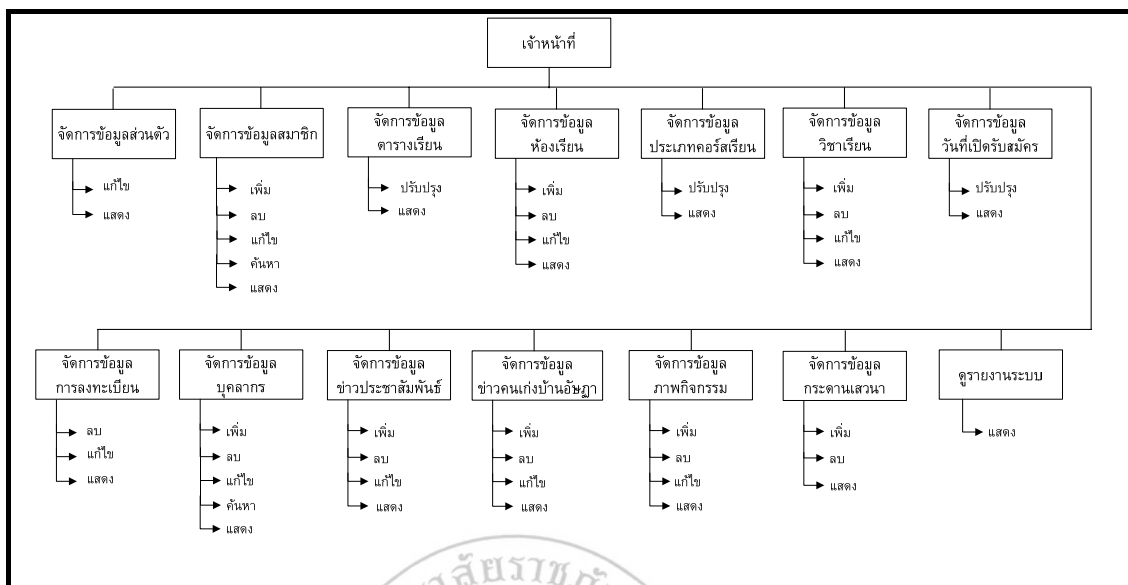 เจ้าหน้าที่
จัดการข้อมูลส่วนตัว
แก้ไข
แสดง
จัดการข้อมูลสมาชิก
เพิ่ม
ลบ
แก้ไข
ค้นหา
แสดง
จัดการข้อมูล
ตารางเรียน
ปรับปรุง
แสดง
จัดการข้อมูล
ห้องเรียน
เพิ่ม
ลบ
แก้ไข
แสดง
จัดการข้อมูล
ประเภทคอร์สเรียน
ปรับปรุง
แสดง
จัดการข้อมูล
วิชาเรียน
เพิ่ม
ลบ
แก้ไข
แสดง
จัดการข้อมูล
วันที่เปิดรับสมัคร
ปรับปรุง
แสดง
จัดการข้อมูล
การลงทะเบียน
ลบ
แก้ไข
แสดง
จัดการข้อมูล
บุคลากร
เพิ่ม
ลบ
แก้ไข
ค้นหา
แสดง
จัดการข้อมูล
ข่าวประชาสัมพันธ์
เพิ่ม
ลบ
แก้ไข
แสดง
จัดการข้อมูล
ข่าวคนเก่งบ้านอัษฎา
เพิ่ม
ลบ
แก้ไข
แสดง
จัดการข้อมูล
ภาพกิจกรรม
เพิ่ม
ลบ
แก้ไข
แสดง
จัดการข้อมูล
กระดานเสวนา
เพิ่ม
ลบ
แสดง
ดูรายงานระบบ
แสดง